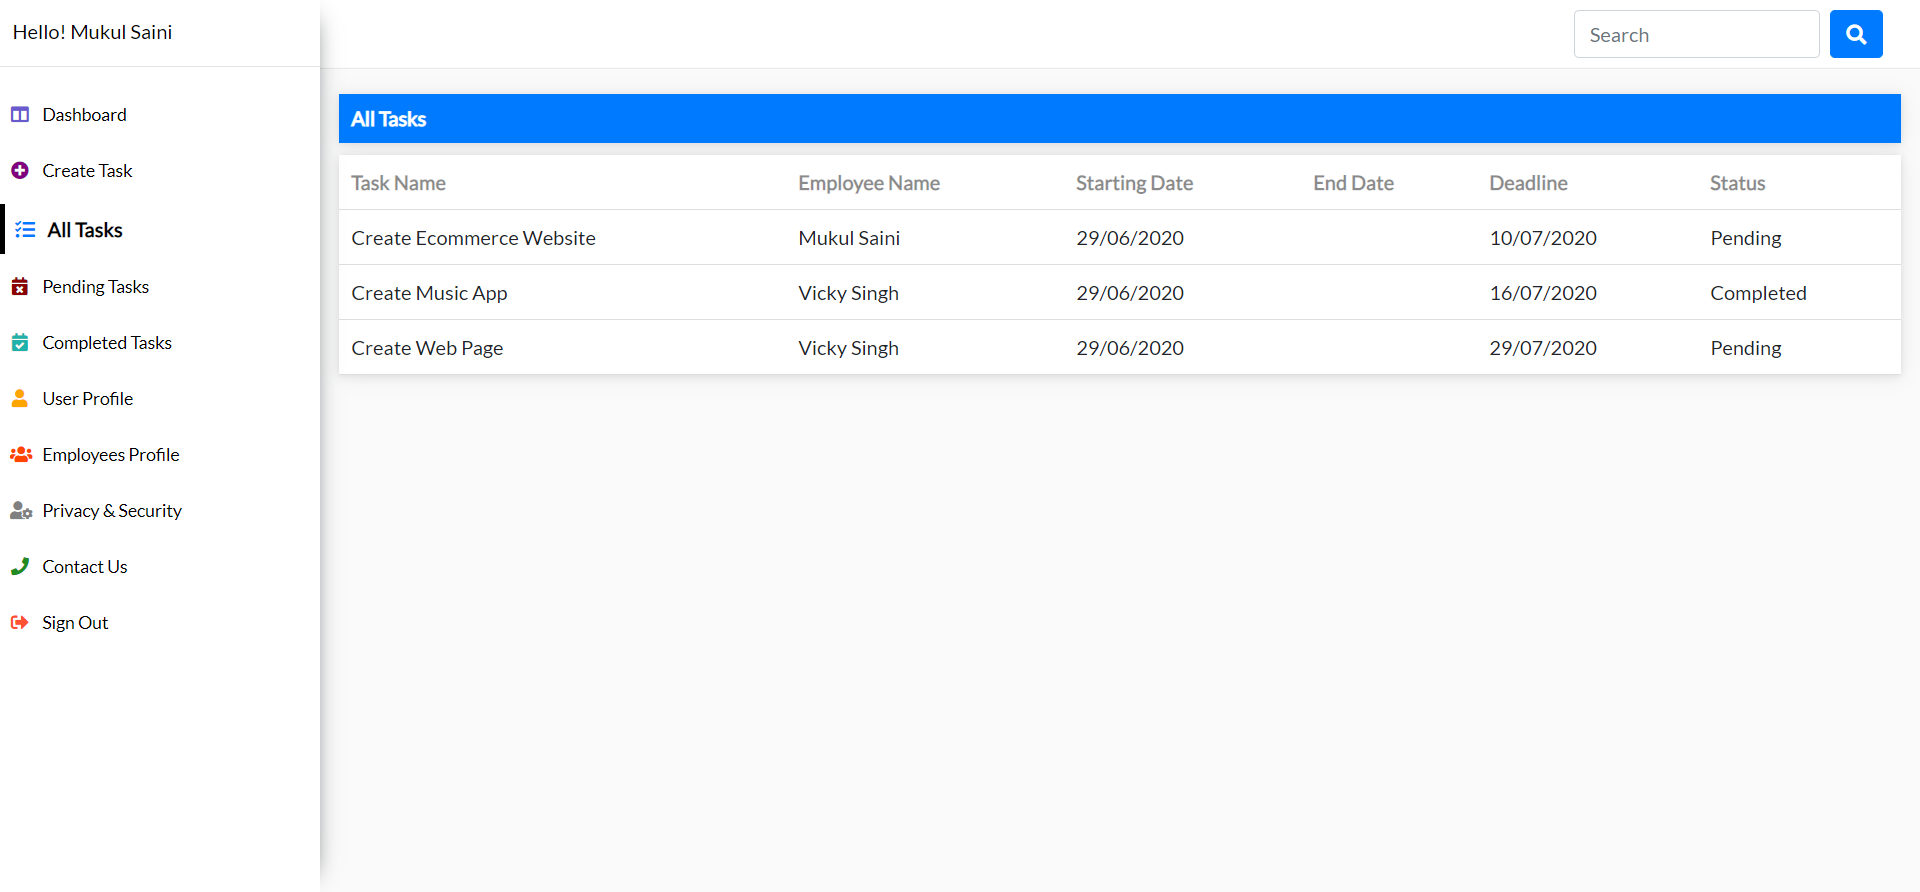 Hello! Mukul Saini
Search
Dashboard
Create Task
All Tasks
Pending Tasks
Completed Tasks
User Profile
Employees Profile
Privacy & Security
Contact Us
Sign Out
All Tasks
Task Name Employee Name Starting Date End Date Deadline Status
Create Ecommerce Website Mukul Saini 29/06/2020 10/07/2020 Pending
Create Music App Vicky Singh 29/06/2020 16/07/2020 Completed
Create Web Page Vicky Singh 29/06/2020 29/07/2020 Pending